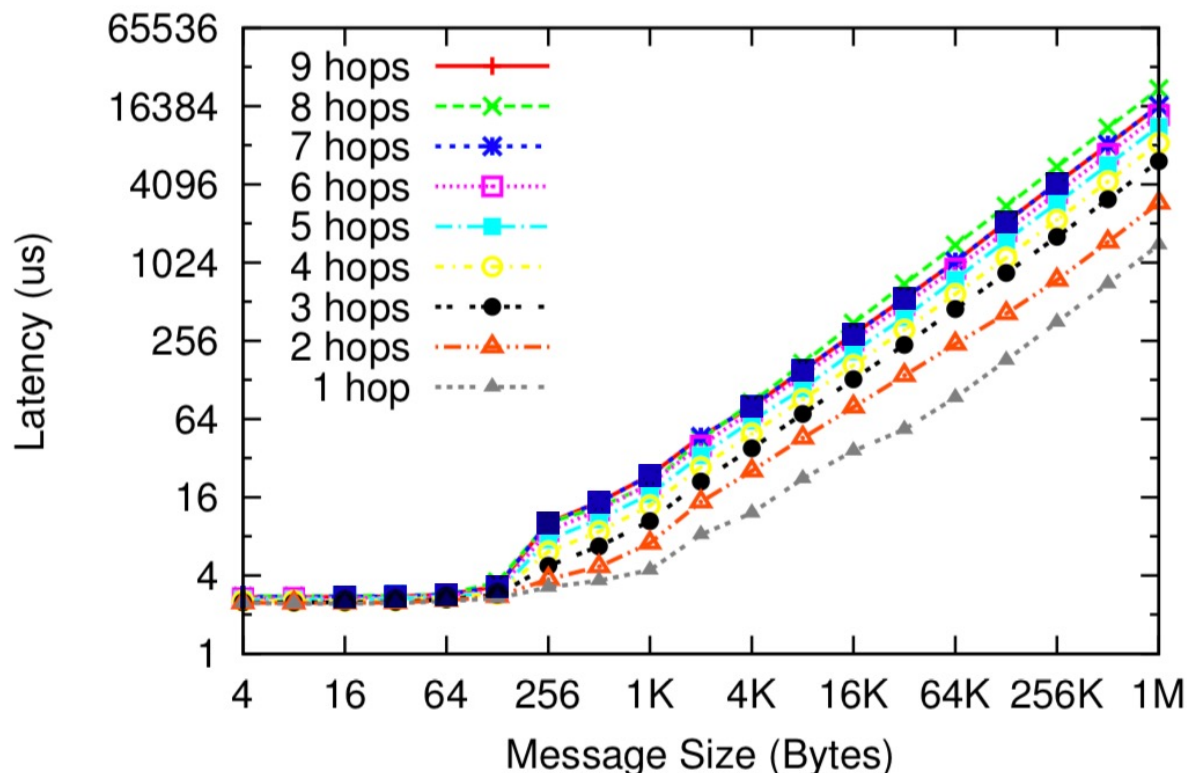 65536
16384
4096
1024
256
64
16
4
1
Latency (us)
9 hops
8 hops
7 hops
6 hops
5 hops
4 hops
3 hops
2 hops
1 hop
4 16 64 256 1K 4K 16K 64K 256K 1M
Message Size (Bytes)